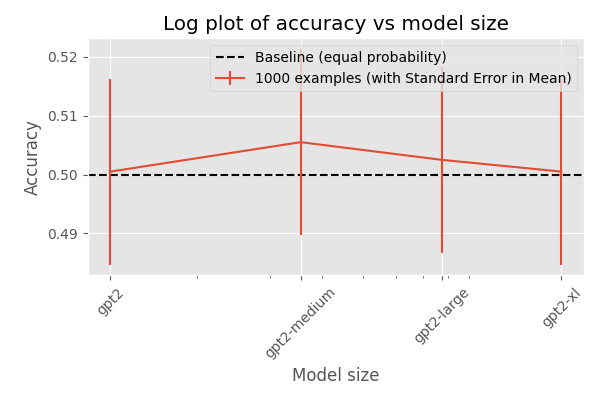 Log plot of accuracy vs model size
Baseline (equal probability)
1000 examples (with Standard Error in Mean)
Accuracy
0.52
0.51
0.50
0.49
gpt2
gpt2-medium
gpt2-large
gpt2-xl
Model size